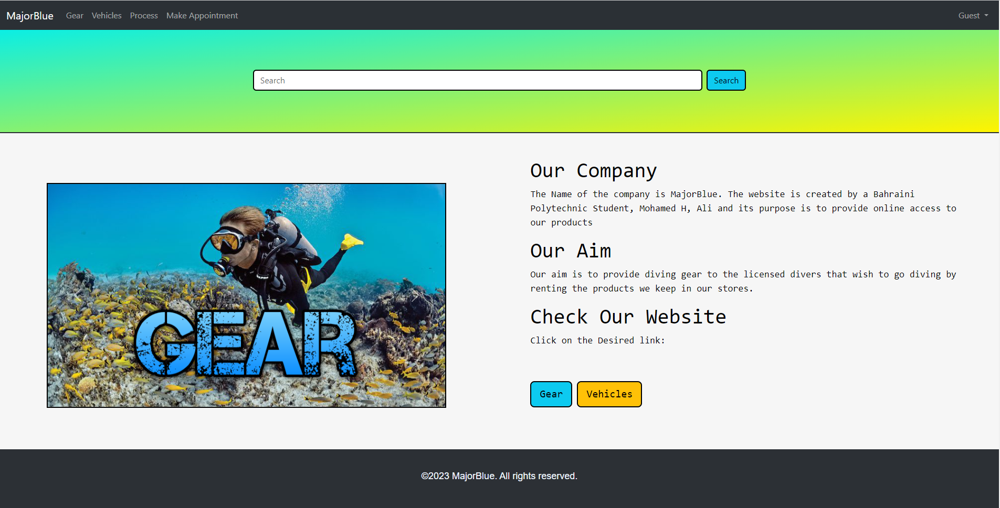 MajorBlue Gear Vehicles Process Make Appointment Guest
Search Search
Our Company
The Name of the company is MajorBlue. The website is created by a Bahraini
Polytechnic Student, Mohamed H, Ali and its purpose is to provide online access to
our products
Our Aim
Our aim is to provide diving gear to the licensed divers that wish to go diving by
renting the products we keep in our stores.
Check Our Website
Click on the Desired link:
GEAR
Gear Vehicles
©2023 MajorBlue. All rights reserved.